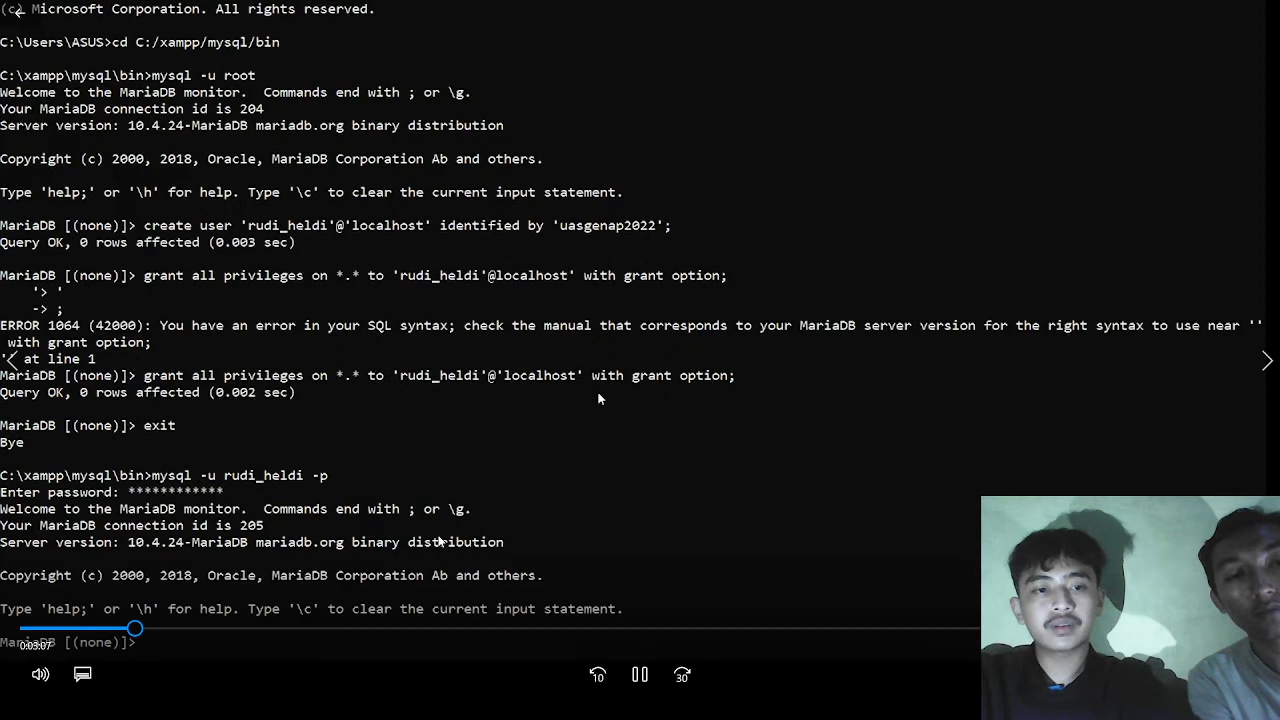 (c) Microsoft Corporation. All rights reserved.
C:\Users\ASUS>cd C:/xampp/mysql/bin
C:\xampp\mysql\bin>mysql -u root
Welcome to the MariaDB monitor.  Commands end with ; or \g.
Your MariaDB connection id is 204
Server version: 10.4.24-MariaDB mariadb.org binary distribution
Copyright (c) 2000, 2018, Oracle, MariaDB Corporation Ab and others.
Type 'help;' or '\h' for help. Type '\c' to clear the current input statement.
MariaDB [(none)]> create user 'rudi_heldi'@'localhost' identified by 'uasgenap2022';
Query OK, 0 rows affected (0.003 sec)
MariaDB [(none)]> grant all privileges on *.* to 'rudi_heldi'@localhost' with grant option;
'> '
-> ;
ERROR 1064 (42000): You have an error in your SQL syntax; check the manual that corresponds to your MariaDB server version for the right syntax to use near ''
with grant option;
'' at line 1
MariaDB [(none)]> grant all privileges on *.* to 'rudi_heldi'@'localhost' with grant option;
Query OK, 0 rows affected (0.002 sec)
MariaDB [(none)]> exit
Bye
C:\xampp\mysql\bin>mysql -u rudi_heldi -p
Enter password: ************
Welcome to the MariaDB monitor.  Commands end with ; or \g.
Your MariaDB connection id is 205
Server version: 10.4.24-MariaDB mariadb.org binary distribution
Copyright (c) 2000, 2018, Oracle, MariaDB Corporation Ab and others.
Type 'help;' or '\h' for help. Type '\c' to clear the current input statement.
MariaDB [(none)]>
0:03:07
10
30